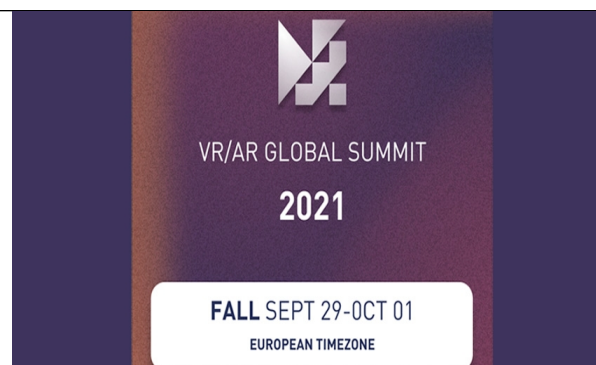 VR/AR GLOBAL SUMMIT
2021
FALL SEPT 29-OCT 01
EUROPEAN TIMEZONE